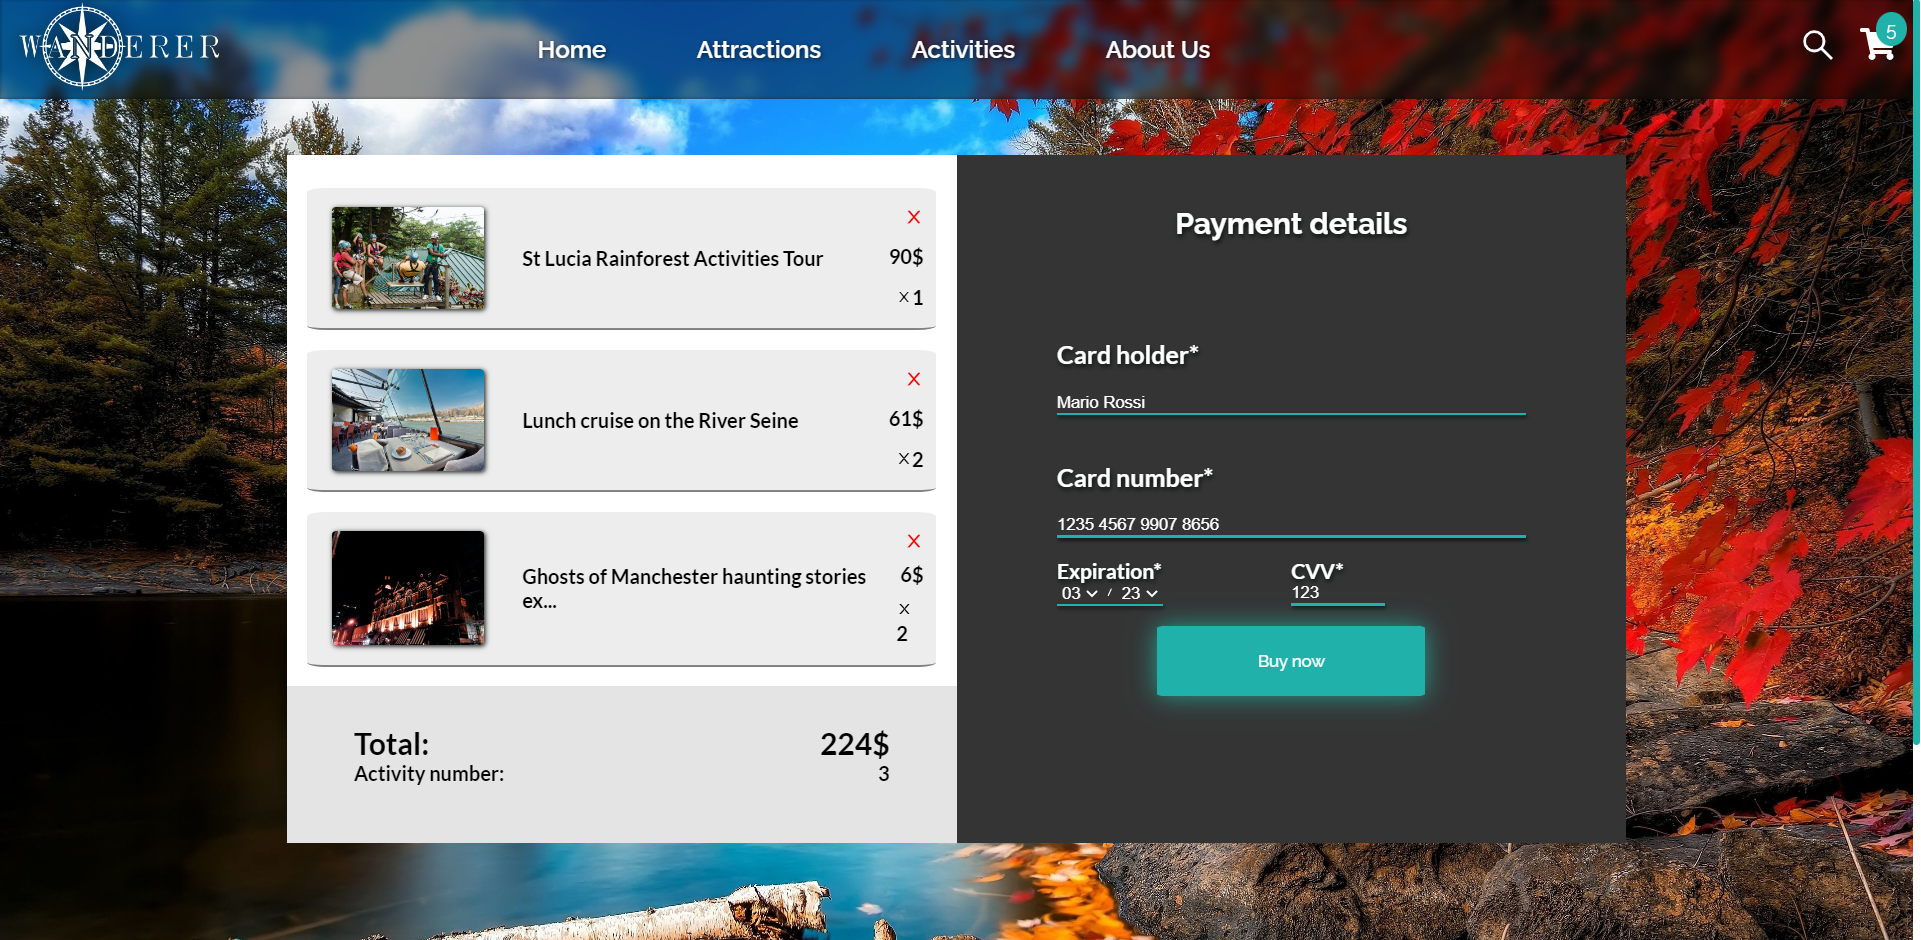 WANDERER
Home
Attractions
Activities
About Us
5
St Lucia Rainforest Activities Tour
X
90$
X 1
Lunch cruise on the River Seine
X
61$
X 2
Ghosts of Manchester haunting stories
ex...
X
6$
X
2
Total:
224$
Activity number:
3
Payment details
Card holder*
Mario Rossi
Card number*
1235 4567 9907 8656
Expiration*
03 / 23
CVV*
123
Buy now